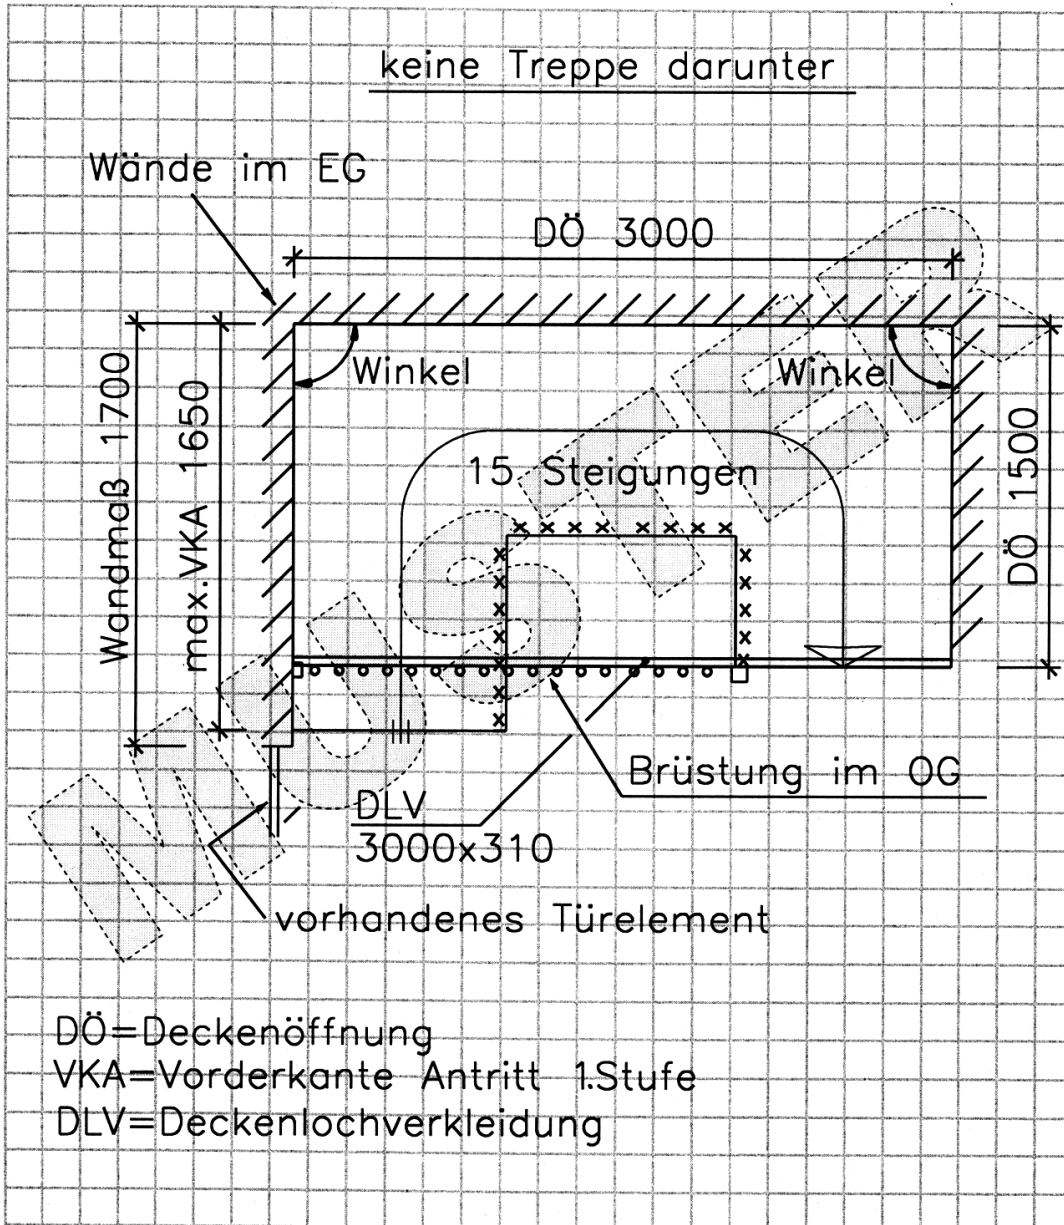 keine Treppe darunter
Wände im EG
DÖ 3000
Winkel
Winkel
Wandmaß 1700
max.VKA 1650
15 Steigungen
DÖ 1500
MUSTER
Brüstung im OG
DLV
3000x310
vorhandenes Türelement
DÖ=Deckenöffnung
VKA=Vorderkante Antritt 1.Stufe
DLV=Deckenlochverkleidung